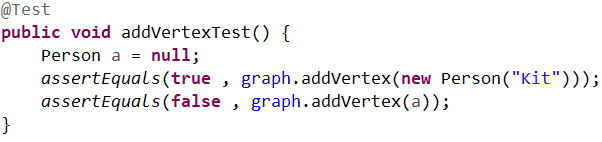 @Test
public void addVertexTest() {
    Person a = null;
    assertEquals(true , graph.addVertex(new Person("Kit")));
    assertEquals(false , graph.addVertex(a));
}